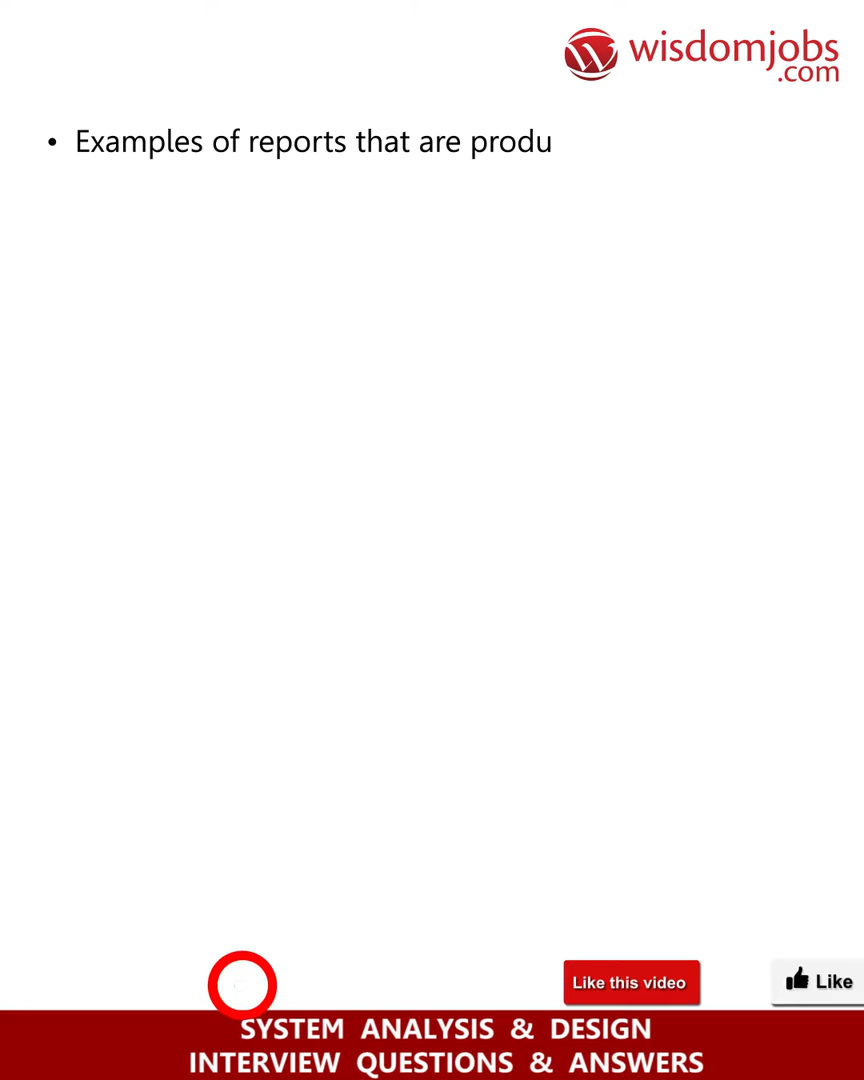 wisdomjobs
.com
• Examples of reports that are produ
Like this video
Like
SYSTEM ANALYSIS & DESIGN
INTERVIEW QUESTIONS & ANSWERS